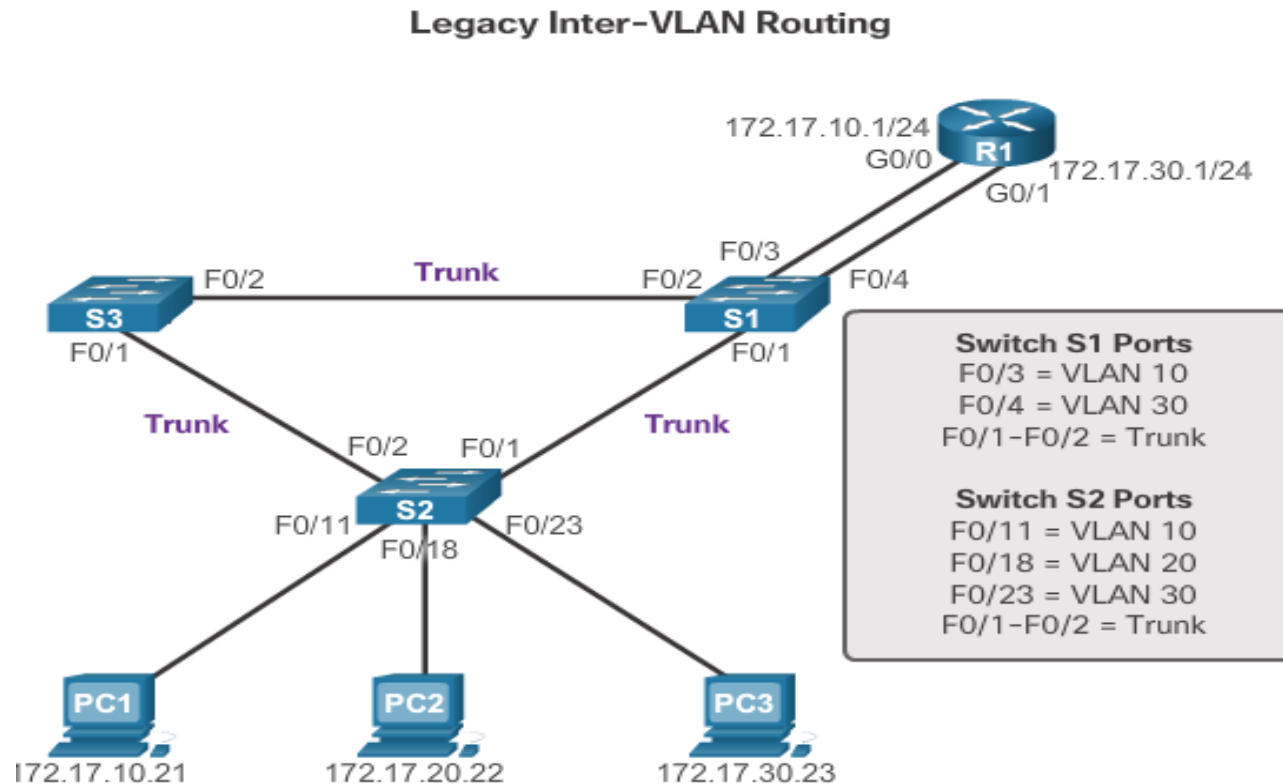 Legacy Inter-VLAN Routing
172.17.10.1/24
G0/0
R1
172.17.30.1/24
G0/1
F0/3
F0/2
Trunk
F0/2
F0/4
S3
S1
F0/1
F0/1
Trunk
Trunk
F0/2
F0/1
S2
F0/11
F0/18
F0/23
Switch S1 Ports
F0/3 = VLAN 10
F0/4 = VLAN 30
F0/1-F0/2 = Trunk
Switch S2 Ports
F0/11 = VLAN 10
F0/18 = VLAN 20
F0/23 = VLAN 30
F0/1-F0/2 = Trunk
PC1
PC2
PC3
172.17.10.21
172.17.20.22
172.17.30.23